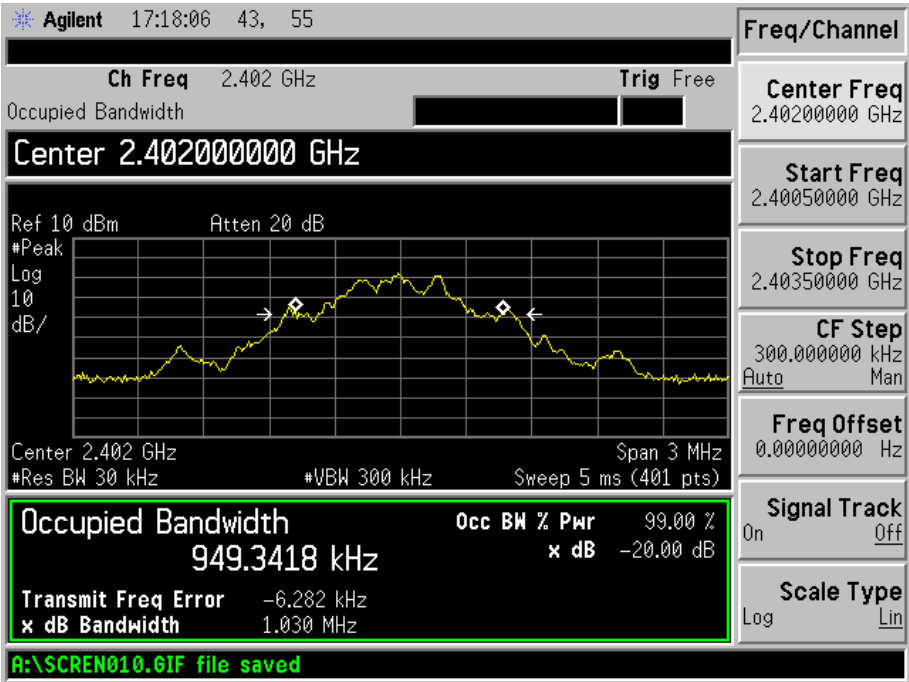 Agilent 17:18:06 43, 55
Ch Freq 2.402 GHz Trig Free
Occupied Bandwidth
Center 2.402000000 GHz
Ref 10 dBm Atten 20 dB
#Peak
Log
10
dB/
Center 2.402 GHz Span 3 MHz
#Res BW 30 kHz #VBW 300 kHz Sweep 5 ms (401 pts)
Occupied Bandwidth Occ BW % Pwr 99.00 %
949.3418 kHz x dB -20.00 dB
Transmit Freq Error -6.282 kHz
x dB Bandwidth 1.030 MHz
A:\SCREN010.GIF file saved
Freq/Channel
Center Freq
2.40200000 GHz
Start Freq
2.40050000 GHz
Stop Freq
2.40350000 GHz
CF Step
300.000000 kHz
Auto Man
Freq Offset
0.00000000 Hz
Signal Track
On Off
Scale Type
Log Lin